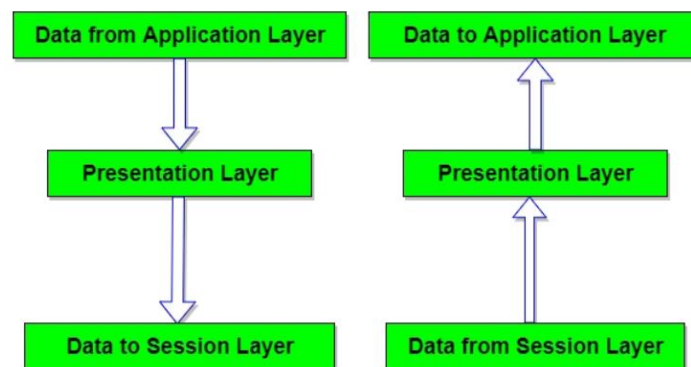 Data from Application Layer
Data to Application Layer
Presentation Layer
Presentation Layer
Data to Session Layer
Data from Session Layer